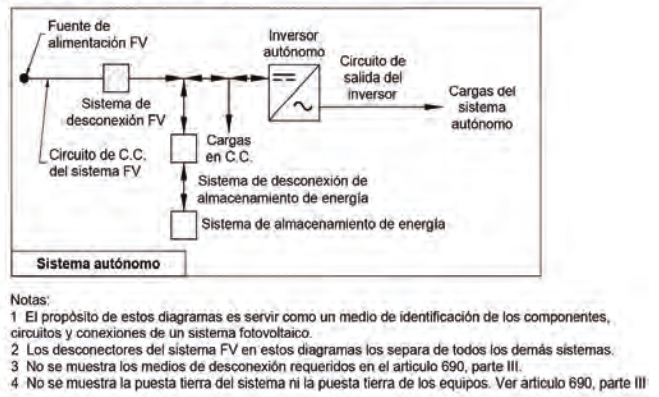 Fuente de
alimentación FV
Inversor
autónomo
Circuito de
salida del
inversor
Cargas del
sistema
autónomo
Sistema de
desconexión FV
Cargas
en C.C.
Circuito de C.C.
del sistema FV
Sistema de desconexión de
almacenamiento de energía
Sistema de almacenamiento de energía
Sistema autónomo
Notas:
1 El propósito de estos diagramas es servir como un medio de identificación de los componentes,
circuitos y conexiones de un sistema fotovoltaico.
2 Los desconectores del sistema FV en estos diagramas los separa de todos los demás sistemas.
3 No se muestra los medios de desconexión requeridos en el articulo 690, parte III.
4 No se muestra la puesta tierra del sistema ni la puesta tierra de los equipos. Ver artículo 690, parte III